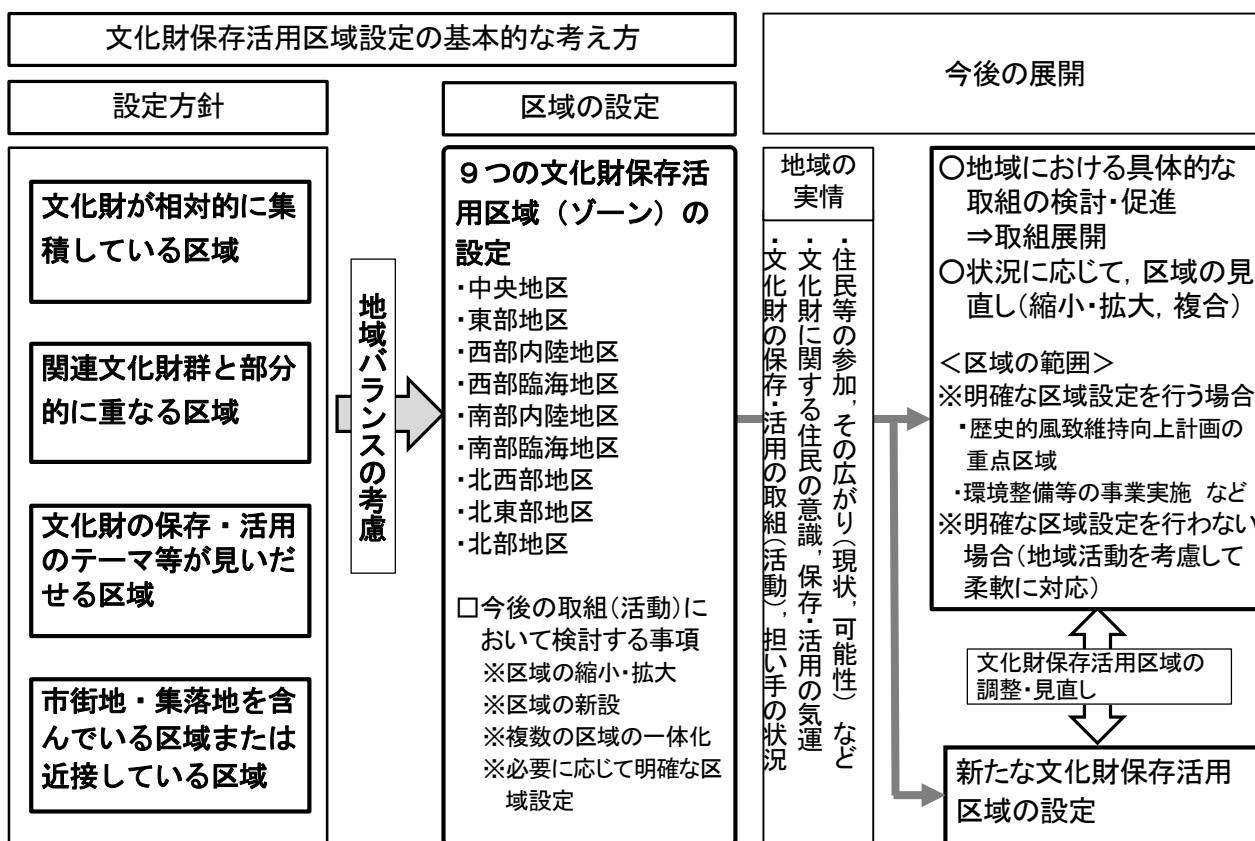 文化財保存活用区域設定の基本的な考え方
設定方針
文化財が相対的に集
積している区域
関連文化財群と部分
的に重なる区域
文化財の保存・活用
のテーマ等が見いだ
せる区域
市街地・集落地を含
んでいる区域または
近接している区域
地域バランスの考慮
区域の設定
９つの文化財保存活
用区域（ゾーン）の
設定
・中央地区
・東部地区
・西部内陸地区
・西部臨海地区
・南部内陸地区
・南部臨海地区
・北西部地区
・北東部地区
・北部地区
□今後の取組（活動）に
おいて検討する事項
※区域の縮小・拡大
※区域の新設
※複数の区域の一体化
※必要に応じて明確な区
域設定
今後の展開
地域の
実情
・住民等の参加，その広がり（現状，可能性） など
・文化財に関する住民の意識，保存・活用の気運
・文化財の保存・活用の取組（活動），担い手の状況
○地域における具体的な
取組の検討・促進
⇒取組展開
○状況に応じて，区域の見
直し（縮小・拡大，複合）
＜区域の範囲＞
※明確な区域設定を行う場合
・歴史的風致維持向上計画の
重点区域
・環境整備等の事業実施 など
※明確な区域設定を行わない
場合（地域活動を考慮して
柔軟に対応）
文化財保存活用区域の
調整・見直し
新たな文化財保存活用
区域の設定